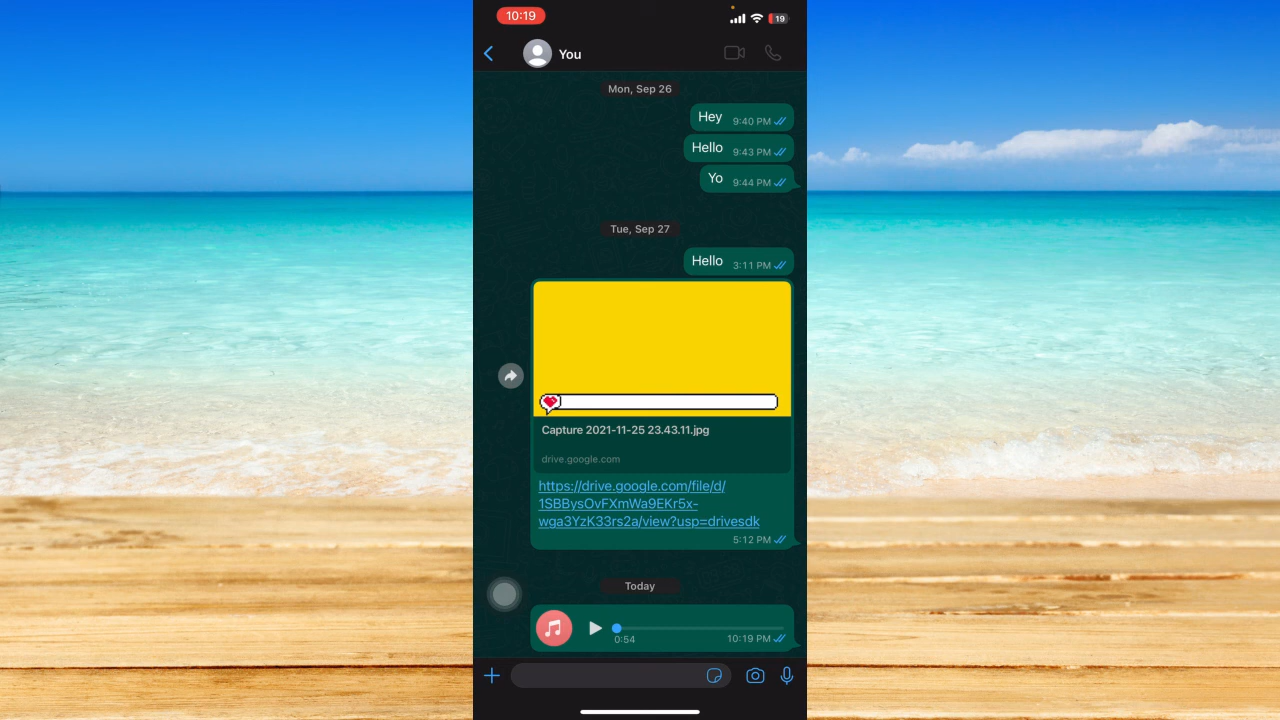 10:19
19
You
Mon, Sep 26
Hey 9:40 PM
Hello 9:43 PM
Yo 9:44 PM
Tue, Sep 27
Hello 3:11 PM
Capture 2021-11-25 23.43.11.jpg
drive.google.com
https://drive.google.com/file/d/
1SBBysOvFXmWa9EKr5x-
wga3YzK33rs2a/view?usp=drivesdk
5:12 PM
Today
0:54 10:19 PM